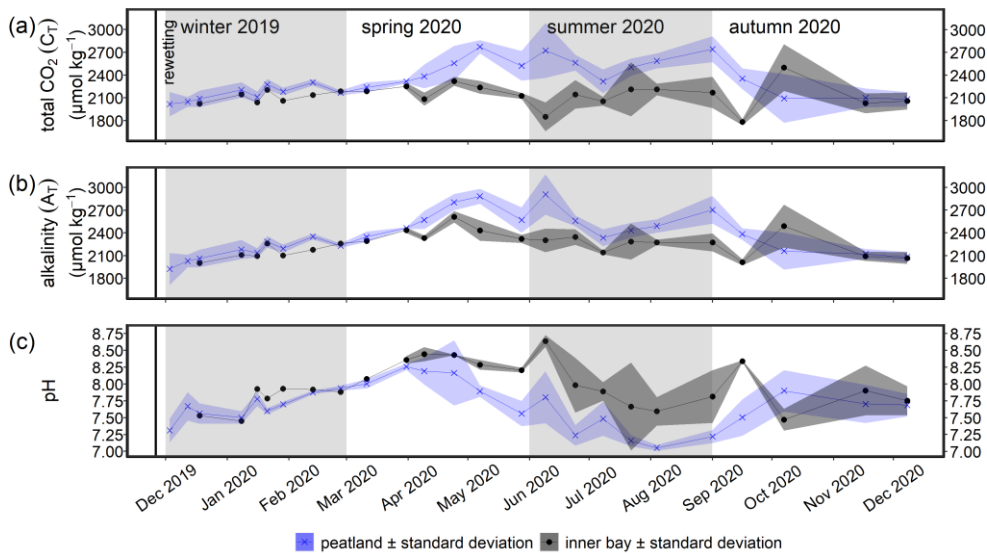 (a)
total CO₂ (C_T)
(μmol kg⁻¹)
3000
2700
2400
2100
1800
rewetting
winter 2019
spring 2020
summer 2020
autumn 2020
3000
2700
2400
2100
1800
(b)
alkalinity (A_T)
(μmol kg⁻¹)
3000
2700
2400
2100
1800
3000
2700
2400
2100
1800
(c)
pH
8.75
8.50
8.25
8.00
7.75
7.50
7.25
7.00
8.75
8.50
8.25
8.00
7.75
7.50
7.25
7.00
Dec 2019
Jan 2020
Feb 2020
Mar 2020
Apr 2020
May 2020
Jun 2020
Jul 2020
Aug 2020
Sep 2020
Oct 2020
Nov 2020
Dec 2020
peatland ± standard deviation
inner bay ± standard deviation